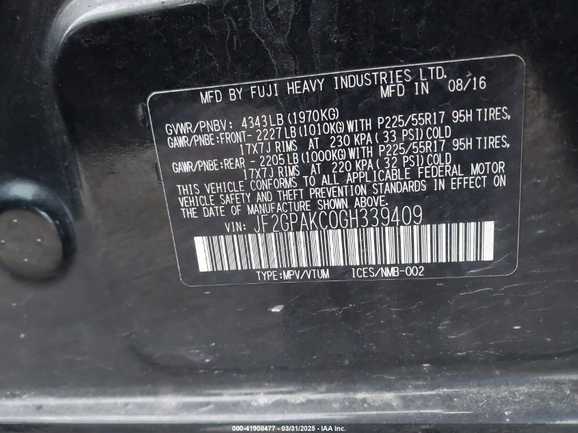 MFD BY FUJI HEAVY INDUSTRIES LTD.
MFD IN 08/16
GVWR/PNBV: 4343LB (1970KG)
GAWR/PNBE:FRONT- 2227LB (1010KG) WITH P225/55R17 95H TIRES,
17X7J RIMS AT 230 KPA (33 PSI) COLD
GAWR/PNBE:REAR - 2205LB (1000KG) WITH P225/55R17 95H TIRES,
17X7J RIMS AT 220 KPA (32 PSI) COLD
THIS VEHICLE CONFORMS TO ALL APPLICABLE FEDERAL MOTOR
VEHICLE SAFETY AND THEFT PREVENTION STANDARDS IN EFFECT ON
THE DATE OF MANUFACTURE SHOWN ABOVE.
VIN: JF2GPAKC0GH339409
TYPE:MPV/VTUM ICES/NMB-002
000-41908477 - 03/31/2025 - © IAA Inc.